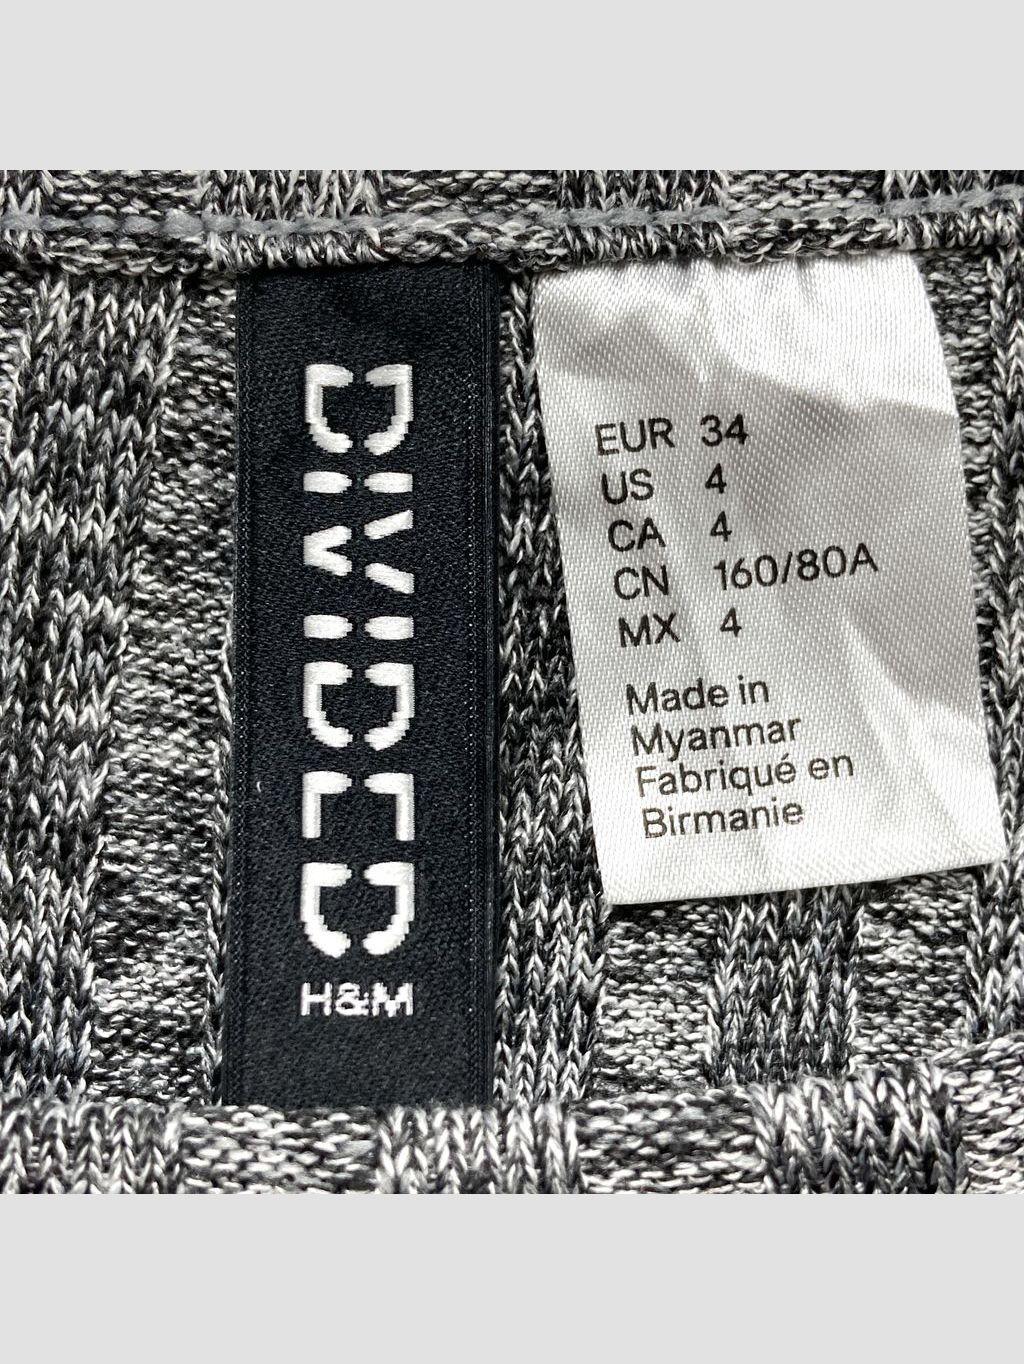 DIVIDED
H&M
EUR 34
US 4
CA 4
CN 160/80A
MX 4
Made in
Myanmar
Fabriqué en
Birmanie